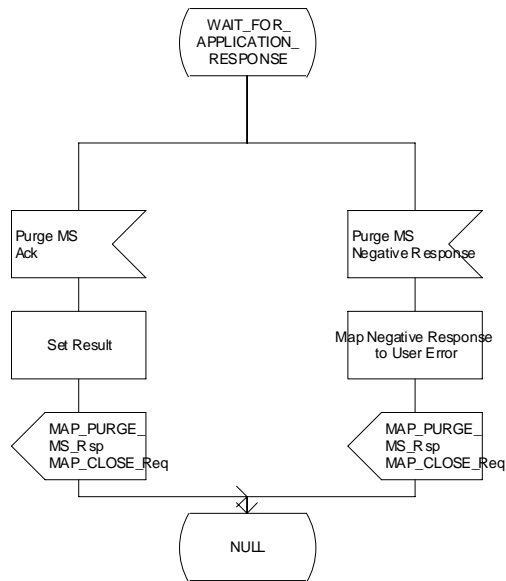 WAIT_FOR_
APPLICATION_
RESPONSE
Purge MS
Ack
Purge MS
Negative Response
Set Result
Map Negative Response
to User Error
MAP_PURGE_
MS_Rsp
MAP_CLOSE_Req
MAP_PURGE_
MS_Rsp
MAP_CLOSE_Req
NULL